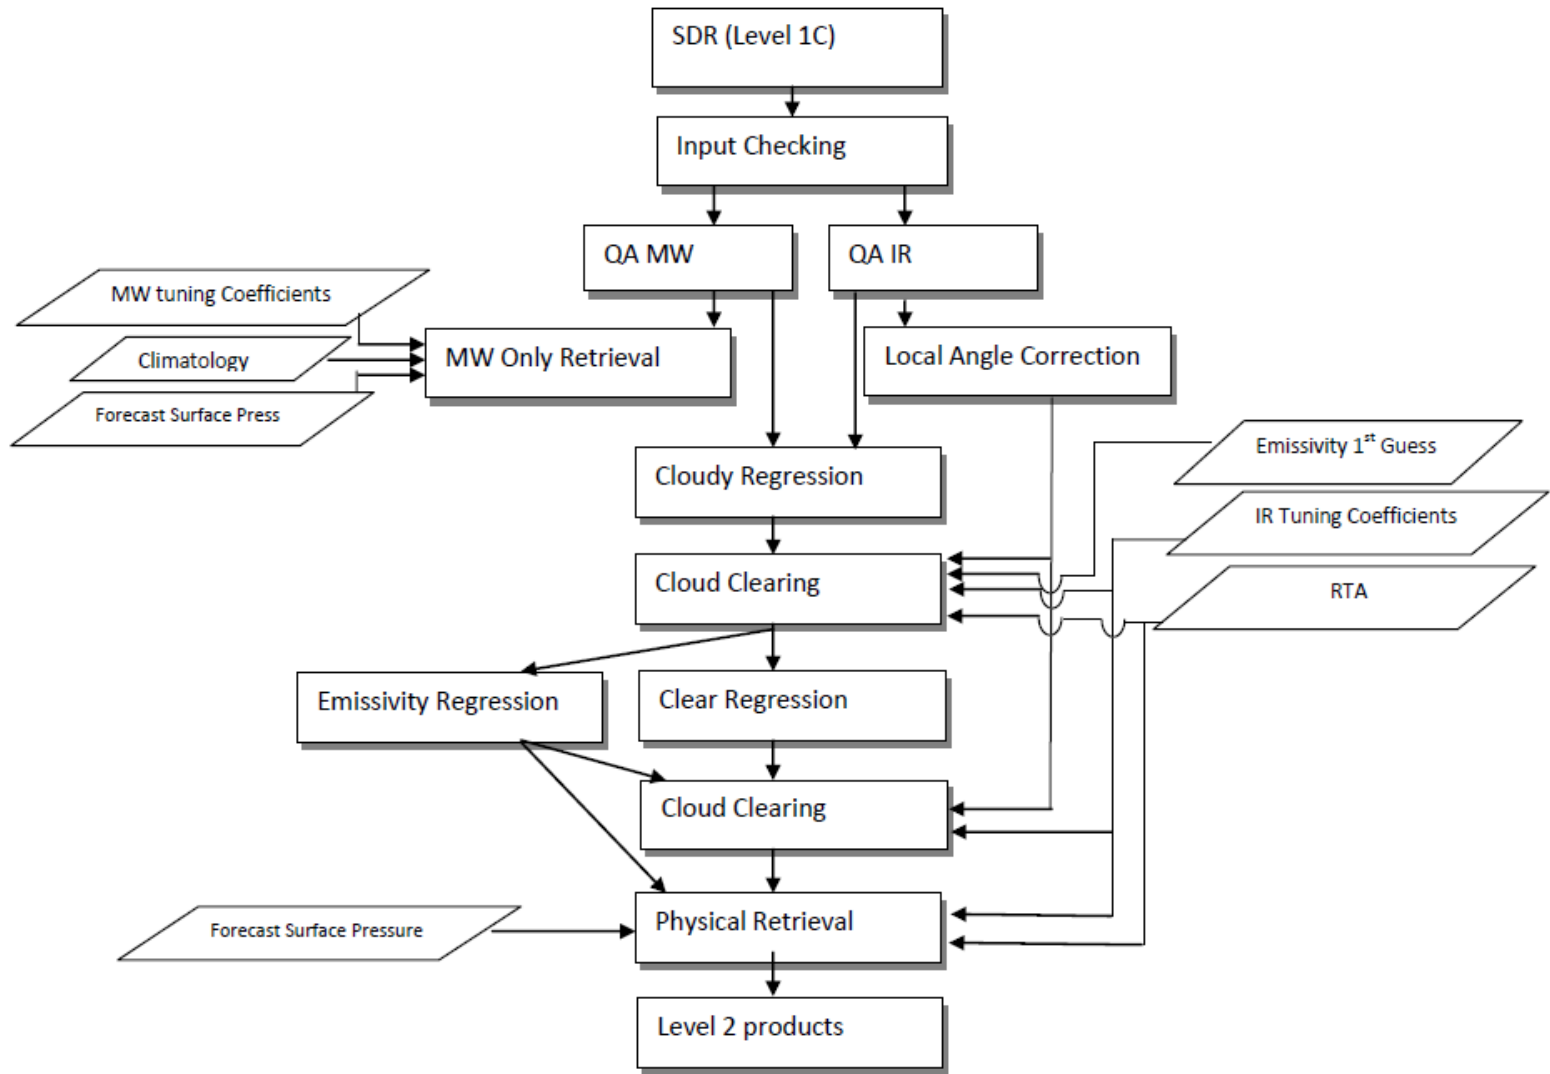 SDR (Level 1C)
Input Checking
QA MW
QA IR
MW tuning Coefficients
Climatology
Forecast Surface Press
MW Only Retrieval
Local Angle Correction
Emissivity 1st Guess
Cloudy Regression
IR Tuning Coefficients
Cloud Clearing
RTA
Emissivity Regression
Clear Regression
Cloud Clearing
Forecast Surface Pressure
Physical Retrieval
Level 2 products